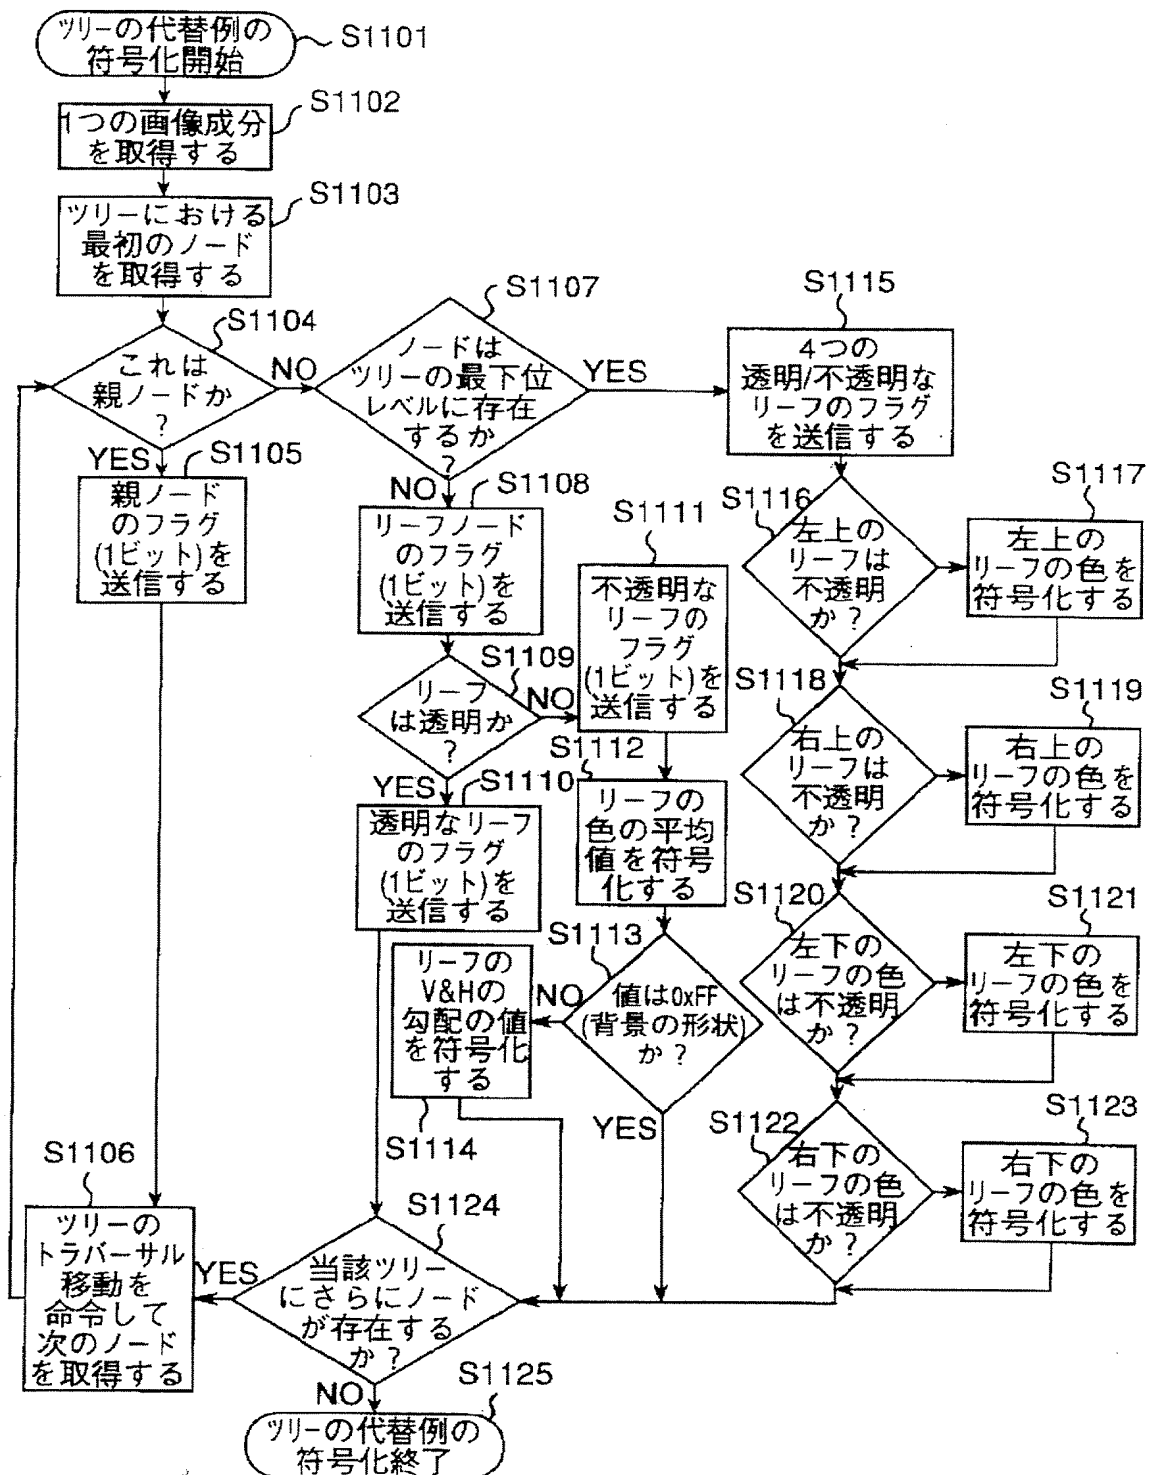 ツリーの代替例の
符号化開始
S1101
1つの画像成分
を取得する
S1102
ツリーにおける
最初のノード
を取得する
S1103
これは
親ノードか
?
S1104
NO
YES
親ノード
のフラグ
(1ビット)を
送信する
S1105
ツリーの
トラバーサル
移動を
命令して
次のノード
を取得する
S1106
ノードは
ツリーの最下位
レベルに存在
するか
?
S1107
YES
NO
リーフノード
のフラグ
(1ビット)を
送信する
S1108
リーフ
は透明か
?
S1109
NO
YES
透明なリーフ
のフラグ
(1ビット)を
送信する
S1110
不透明な
リーフの
フラグ
(1ビット)を
送信する
S1111
リーフの
色の平均
値を符号
化する
S1112
値は0xFF
(背景の形状)
か?
S1113
NO
YES
リーフの
V&Hの
勾配の値
を符号化
する
S1114
4つの
透明/不透明な
リーフのフラグ
を送信する
S1115
左上の
リーフは
不透明
か?
S1116
左上の
リーフの色を
符号化する
S1117
右上の
リーフは
不透明
か?
S1118
右上の
リーフの色を
符号化する
S1119
左下の
リーフの色
は不透明
か?
S1120
左下の
リーフの色を
符号化する
S1121
右下の
リーフの色
は不透明
か?
S1122
右下の
リーフの色を
符号化する
S1123
当該ツリー
にさらにノード
が存在する
か?
S1124
YES
NO
ツリーの代替例の
符号化終了
S1125